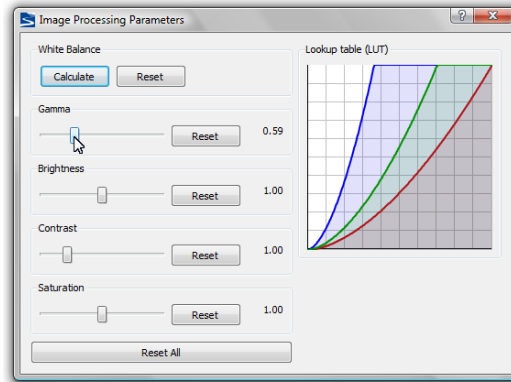 Image Processing Parameters
White Balance
Calculate
Reset
Gamma
Reset
0.59
Brightness
Reset
1.00
Contrast
Reset
1.00
Saturation
Reset
1.00
Reset All
Lookup table (LUT)